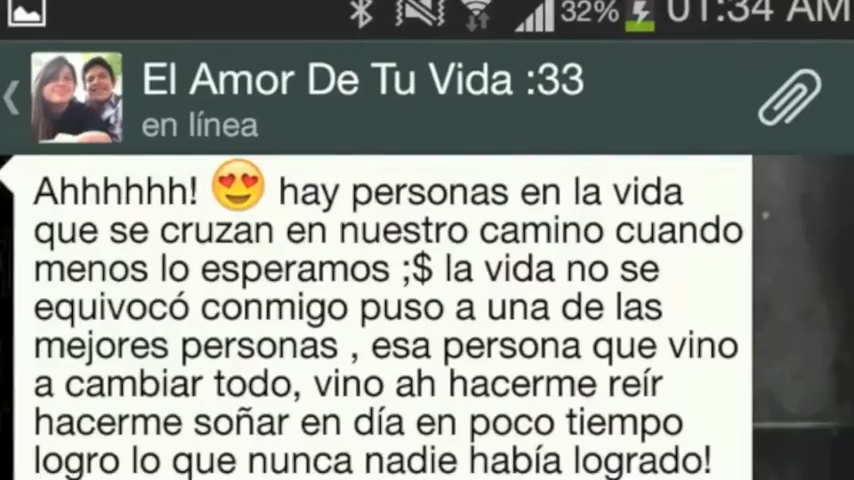 32% 01:34 AM
El Amor De Tu Vida :33
en línea
Ahhhhhh! 😍 hay personas en la vida
que se cruzan en nuestro camino cuando
menos lo esperamos ;$ la vida no se
equivocó conmigo puso a una de las
mejores personas , esa persona que vino
a cambiar todo, vino ah hacerme reír
hacerme soñar en día en poco tiempo
logro lo que nunca nadie había logrado!